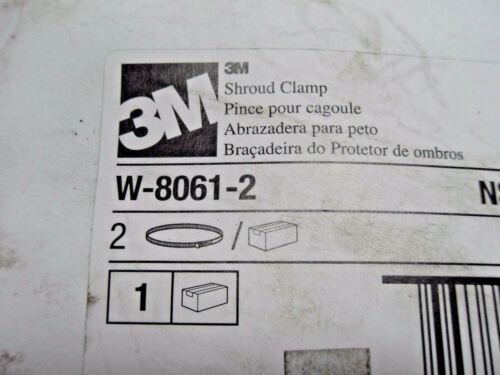 3M
3M
Shroud Clamp
Pince pour cagoule
Abrazadera para peto
Braçadeira do Protetor de ombros
W-8061-2
2 /
1